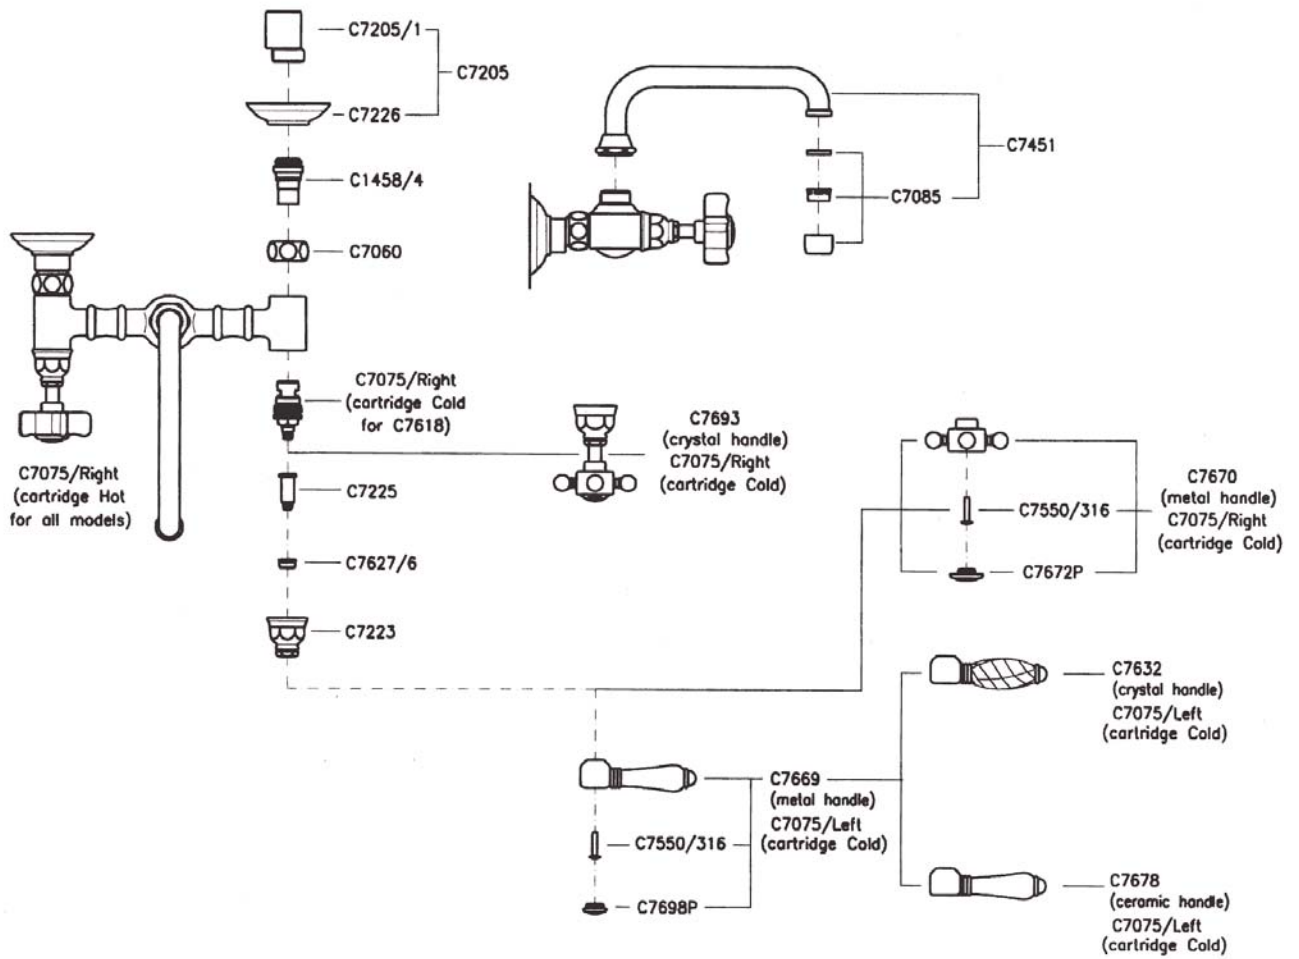 C7205/1
C7205
C7226
C1458/4
C7060
C7451
C7085
C7075/Right
(cartridge Cold
for C7618)
C7693
(crystal handle)
C7075/Right
(cartridge Cold)
C7075/Right
(cartridge Hot
for all models)
C7225
C7627/6
C7223
C7670
(metal handle)
C7075/Right
(cartridge Cold)
C7550/316
C7672P
C7632
(crystal handle)
C7075/Left
(cartridge Cold)
C7669
(metal handle)
C7075/Left
(cartridge Cold)
C7550/316
C7698P
C7678
(ceramic handle)
C7075/Left
(cartridge Cold)